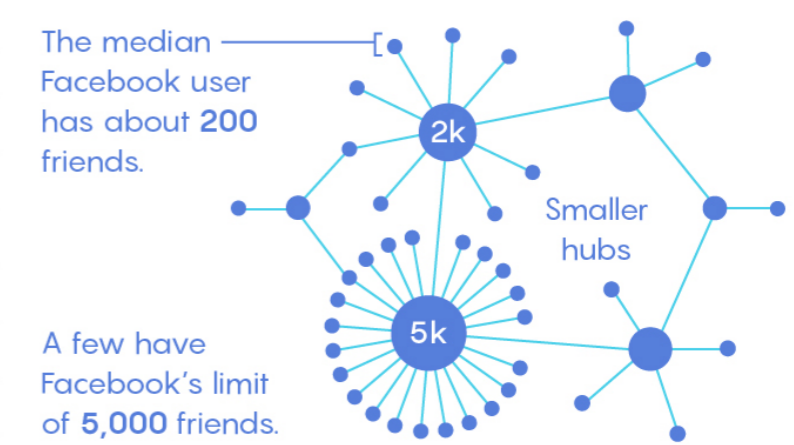 The median
Facebook user
has about 200
friends.
2k
Smaller
hubs
5k
A few have
Facebook’s limit
of 5,000 friends.